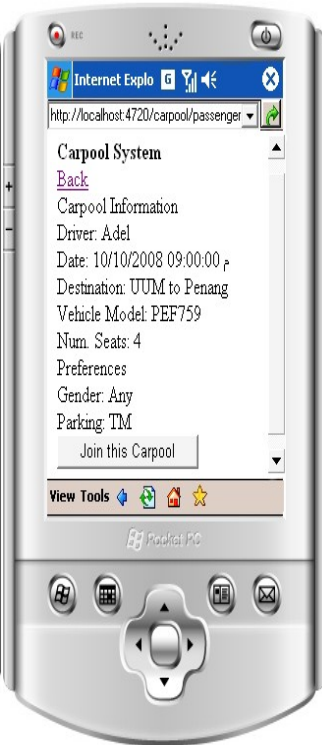 REC
Internet Explo G
http://localhost:4720/carpool/passenger
Carpool System
Back
Carpool Information
Driver: Adel
Date: 10/10/2008 09:00:00 م
Destination: UUM to Penang
Vehicle Model: PEF759
Num. Seats: 4
Preferences
Gender: Any
Parking: TM
Join this Carpool
View Tools
Pocket PC